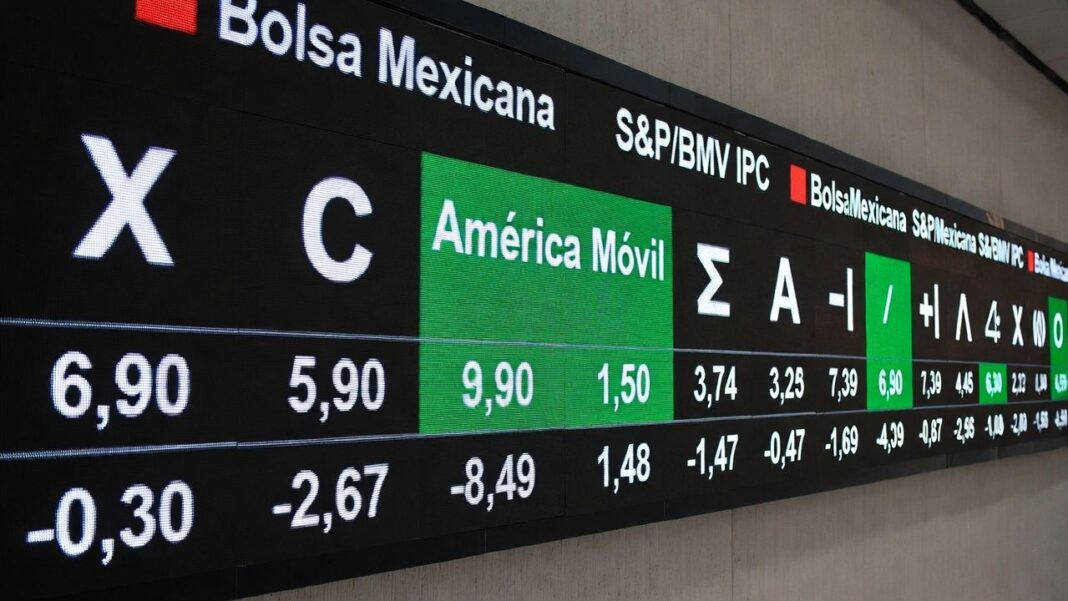 Bolsa Mexicana S&P/BMV IPC BolsaMexicana S&P/Mexicana S&/BMV IPC
X C América Móvil Σ A
6,90 5,90 9,90 1,50 3,74 3,25 7,39 6,90 7,39 4,45
-0,30 -2,67 -8,49 1,48 -1,47 -0,47 -1,69 -4,39 -0,87